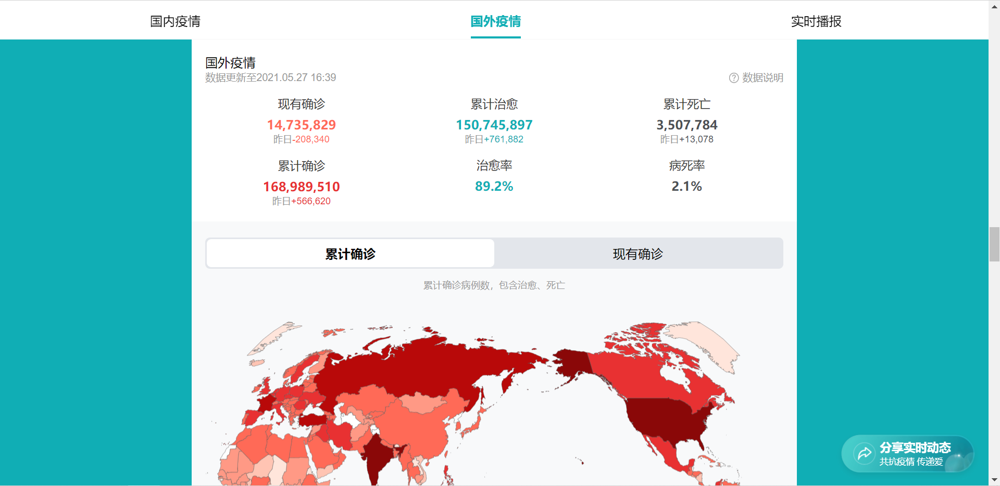 国内疫情
国外疫情
实时播报
国外疫情
数据更新至2021.05.27 16:39
数据说明
现有确诊
累计治愈
累计死亡
14,735,829
150,745,897
3,507,784
昨日-208,340
昨日+761,882
昨日+13,078
累计确诊
治愈率
病死率
168,989,510
89.2%
2.1%
昨日+566,620
累计确诊
现有确诊
累计确诊病例数，包含治愈、死亡
分享实时动态
共抗疫情 传递爱